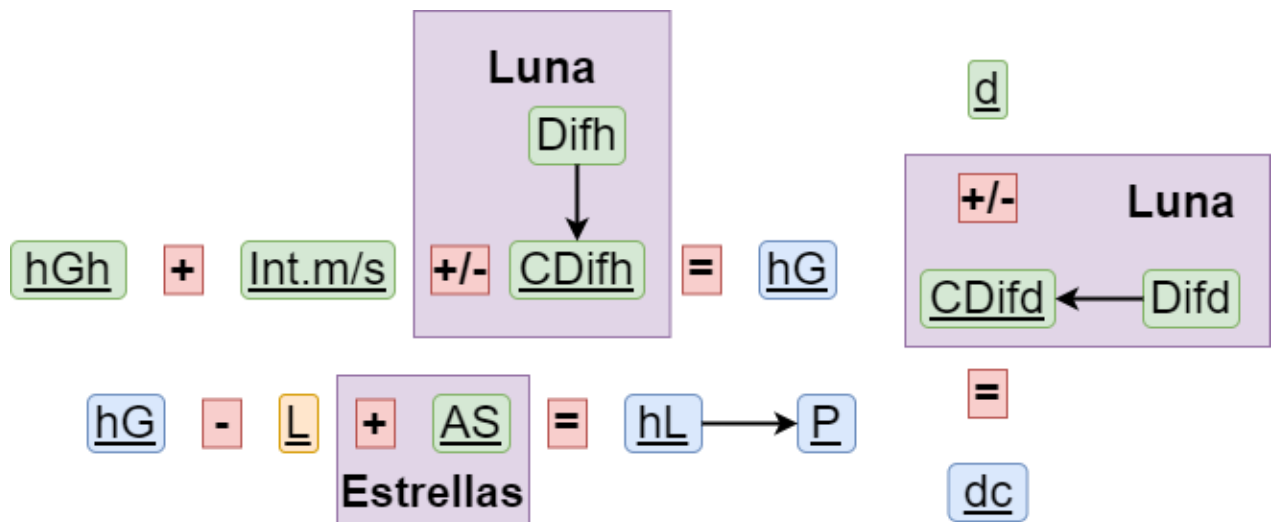 Luna
Difh
hGh + Int.m/s +/- CDifh = hG
hG - L + AS = hL P
Estrellas
d
+/- Luna
CDifd Difd
=
dc